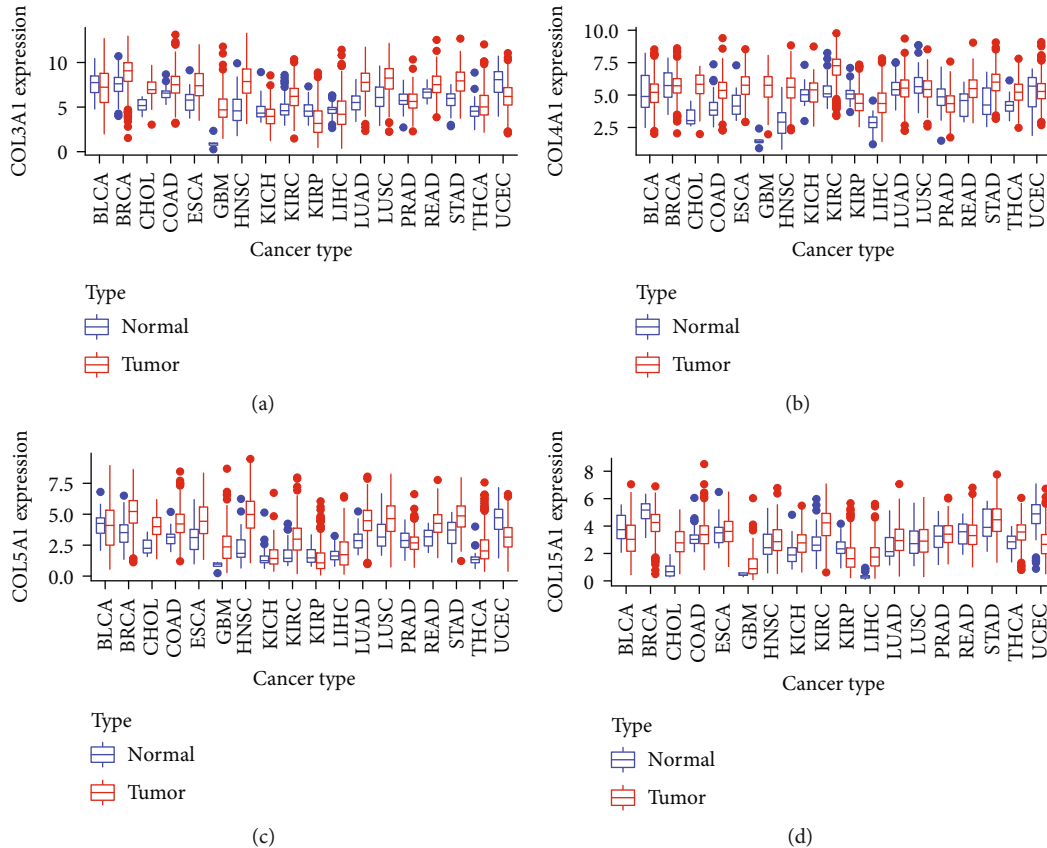 COL3A1 expression
10
5
0
BLCA
BRCA
CHOL
COAD
ESCA
GBM
HNSC
KICH
KIRC
KIRP
LIHC
LUAD
LUSC
PRAD
READ
STAD
THCA
UCEC
Cancer type
Type
Normal
Tumor
(a)
COL4A1 expression
10.0
7.5
5.0
2.5
BLCA
BRCA
CHOL
COAD
ESCA
GBM
HNSC
KICH
KIRC
KIRP
LIHC
LUAD
LUSC
PRAD
READ
STAD
THCA
UCEC
Cancer type
Type
Normal
Tumor
(b)
COL5A1 expression
7.5
5.0
2.5
0.0
BLCA
BRCA
CHOL
COAD
ESCA
GBM
HNSC
KICH
KIRC
KIRP
LIHC
LUAD
LUSC
PRAD
READ
STAD
THCA
UCEC
Cancer type
Type
Normal
Tumor
(c)
COL15A1 expression
8
6
4
2
0
BLCA
BRCA
CHOL
COAD
ESCA
GBM
HNSC
KICH
KIRC
KIRP
LIHC
LUAD
LUSC
PRAD
READ
STAD
THCA
UCEC
Cancer type
Type
Normal
Tumor
(d)